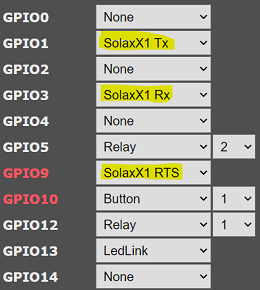 GPIO0 None
GPIO1 SolaxX1 Tx
GPIO2 None
GPIO3 SolaxX1 Rx
GPIO4 None
GPIO5 Relay 2
GPIO9 SolaxX1 RTS
GPIO10 Button 1
GPIO12 Relay 1
GPIO13 LedLink
GPIO14 None